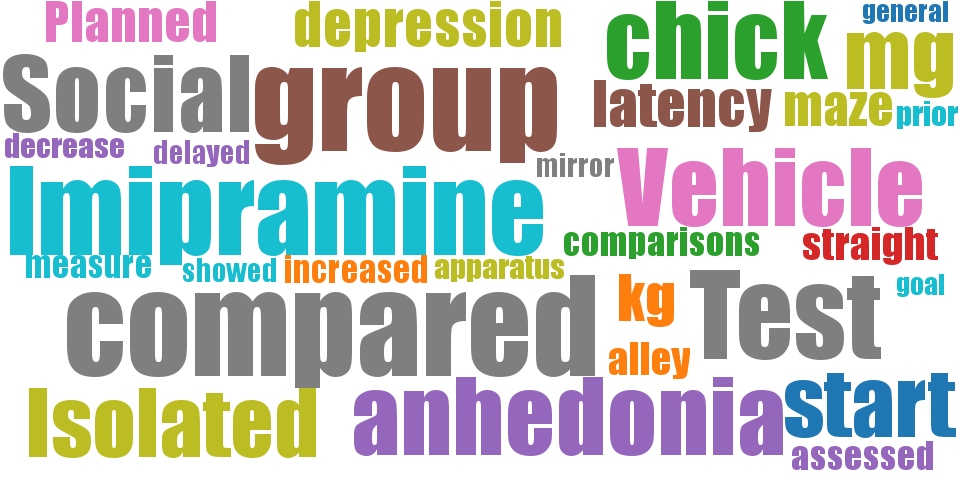 Planned
depression
chick
general
mg
Social
group
latency
maze
prior
decrease
delayed
mirror
Imipramine
Vehicle
comparisons
straight
measure
showed
increased
apparatus
goal
compared
kg
Test
alley
Isolated
anhedonia
start
assessed